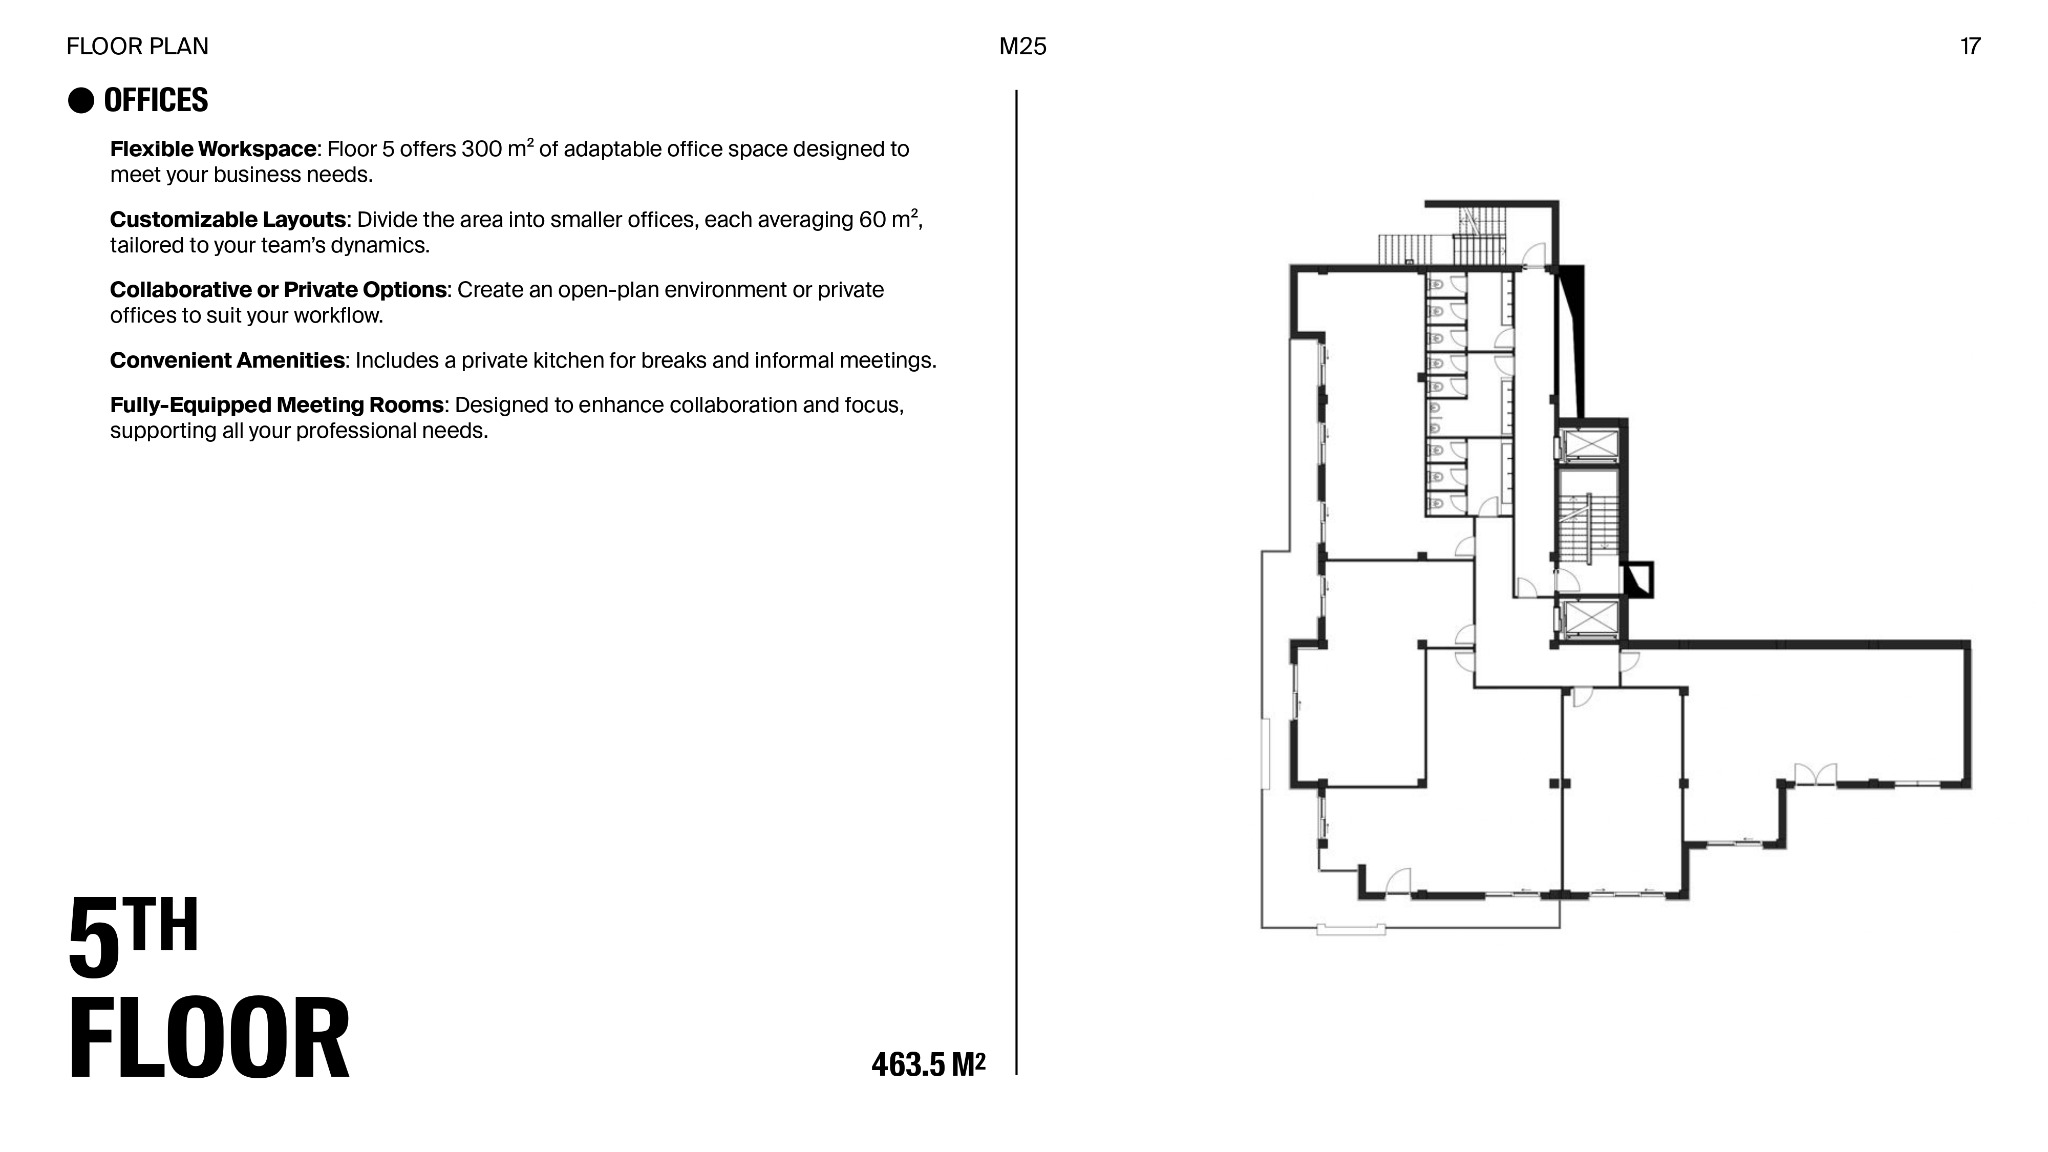 FLOOR PLAN
M25
17
OFFICES
Flexible Workspace: Floor 5 offers 300 m² of adaptable office space designed to
meet your business needs.
Customizable Layouts: Divide the area into smaller offices, each averaging 60 m²,
tailored to your team’s dynamics.
Collaborative or Private Options: Create an open-plan environment or private
offices to suit your workflow.
Convenient Amenities: Includes a private kitchen for breaks and informal meetings.
Fully-Equipped Meeting Rooms: Designed to enhance collaboration and focus,
supporting all your professional needs.
5TH
FLOOR
463.5 M2